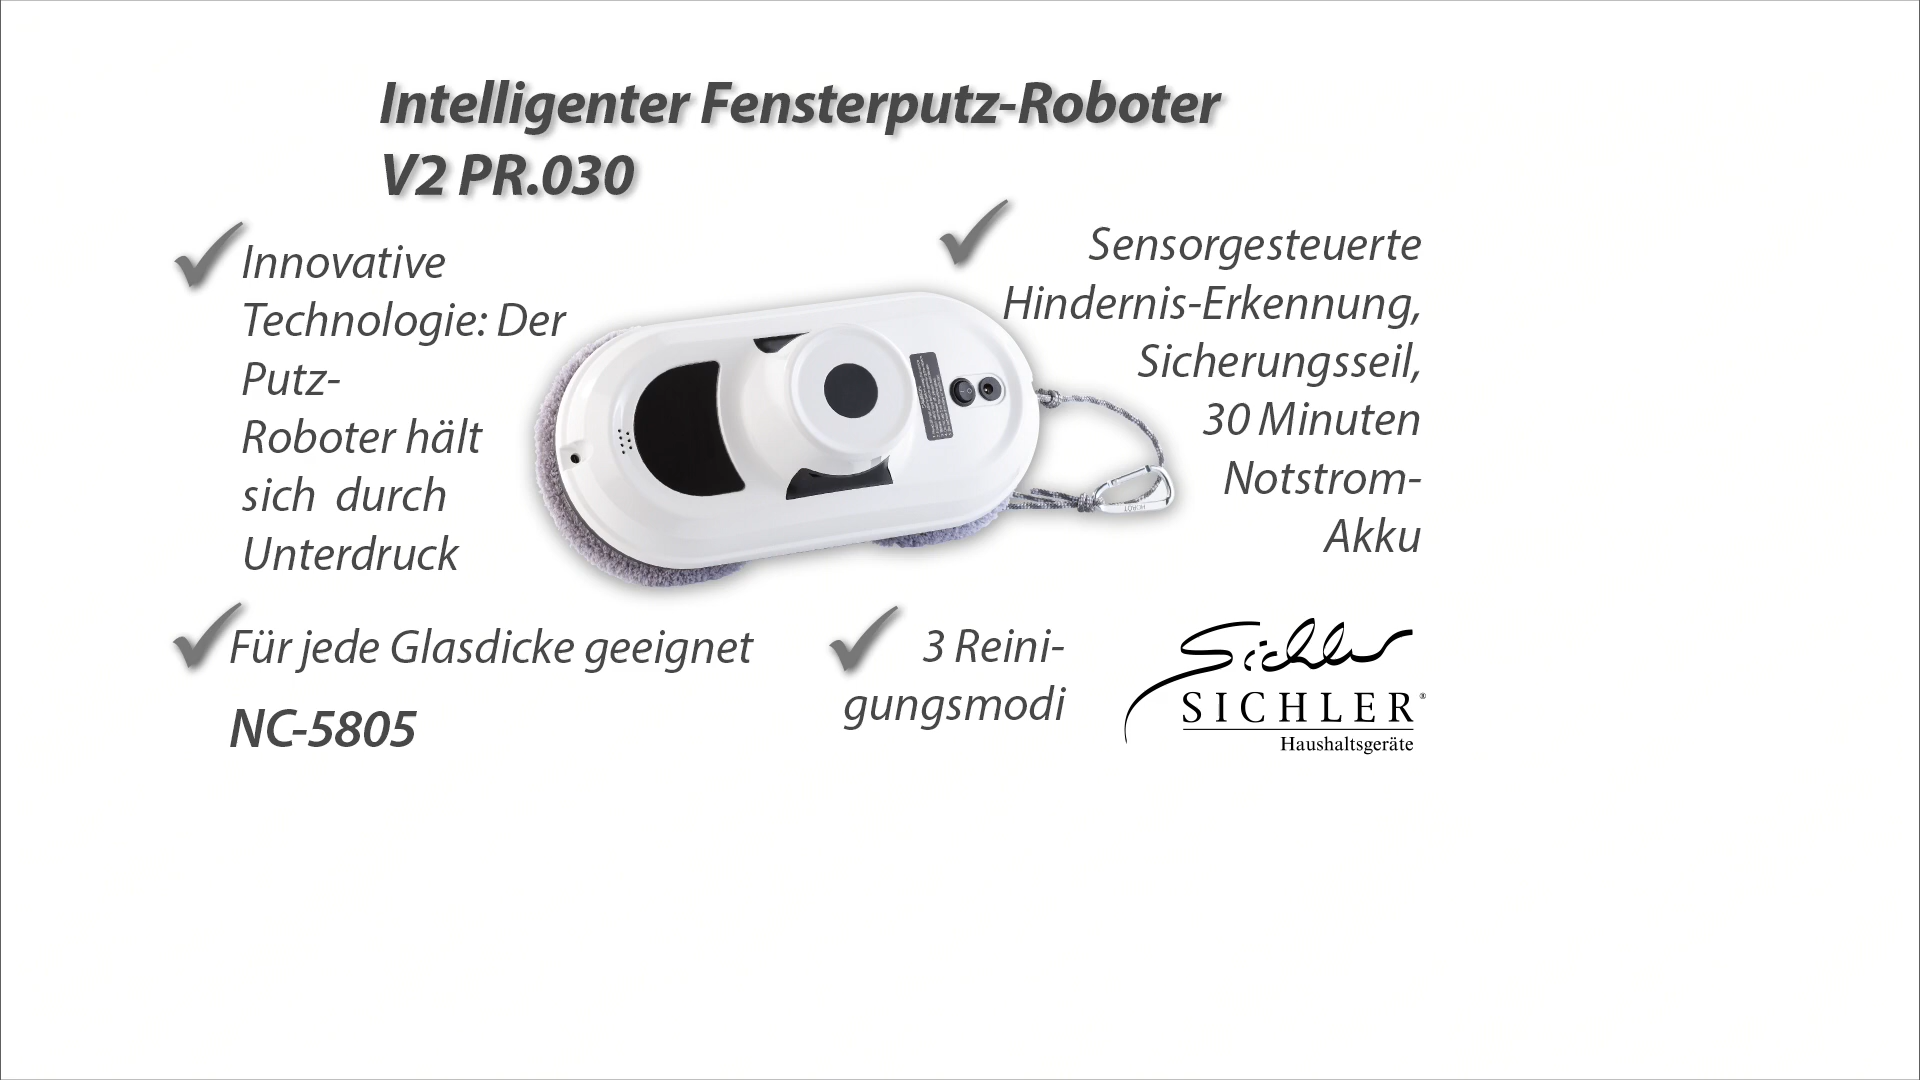 Intelligenter Fensterputz-Roboter
V2 PR.030
Innovative
Technologie: Der
Putz-
Roboter hält
sich durch
Unterdruck
Sensorgesteuerte
Hindernis-Erkennung,
Sicherungsseil,
30 Minuten
Notstrom-
Akku
Für jede Glasdicke geeignet
3 Reini-
gungsmodi
NC-5805
Sichler
SICHLER®
Haushaltsgeräte